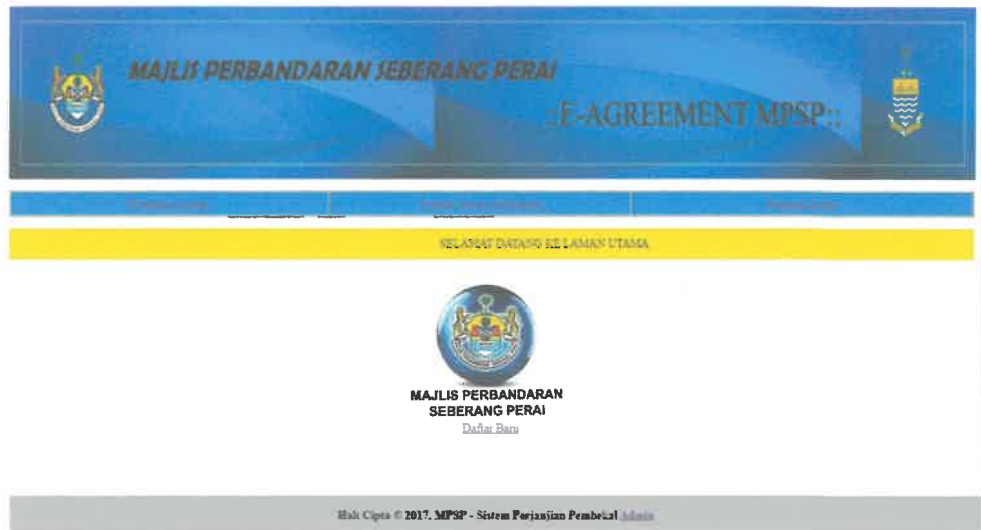 MAJLIS PERBANDARAN SEBERANG PERAI
::E-AGREEMENT MPSP::
SELAMAT DATANG KE LAMAN UTAMA
MAJLIS PERBANDARAN
SEBERANG PERAI
Daftar Baru
Hak Cipta © 2017. MPSP - Sistem Perjanjian Pembekal Admin